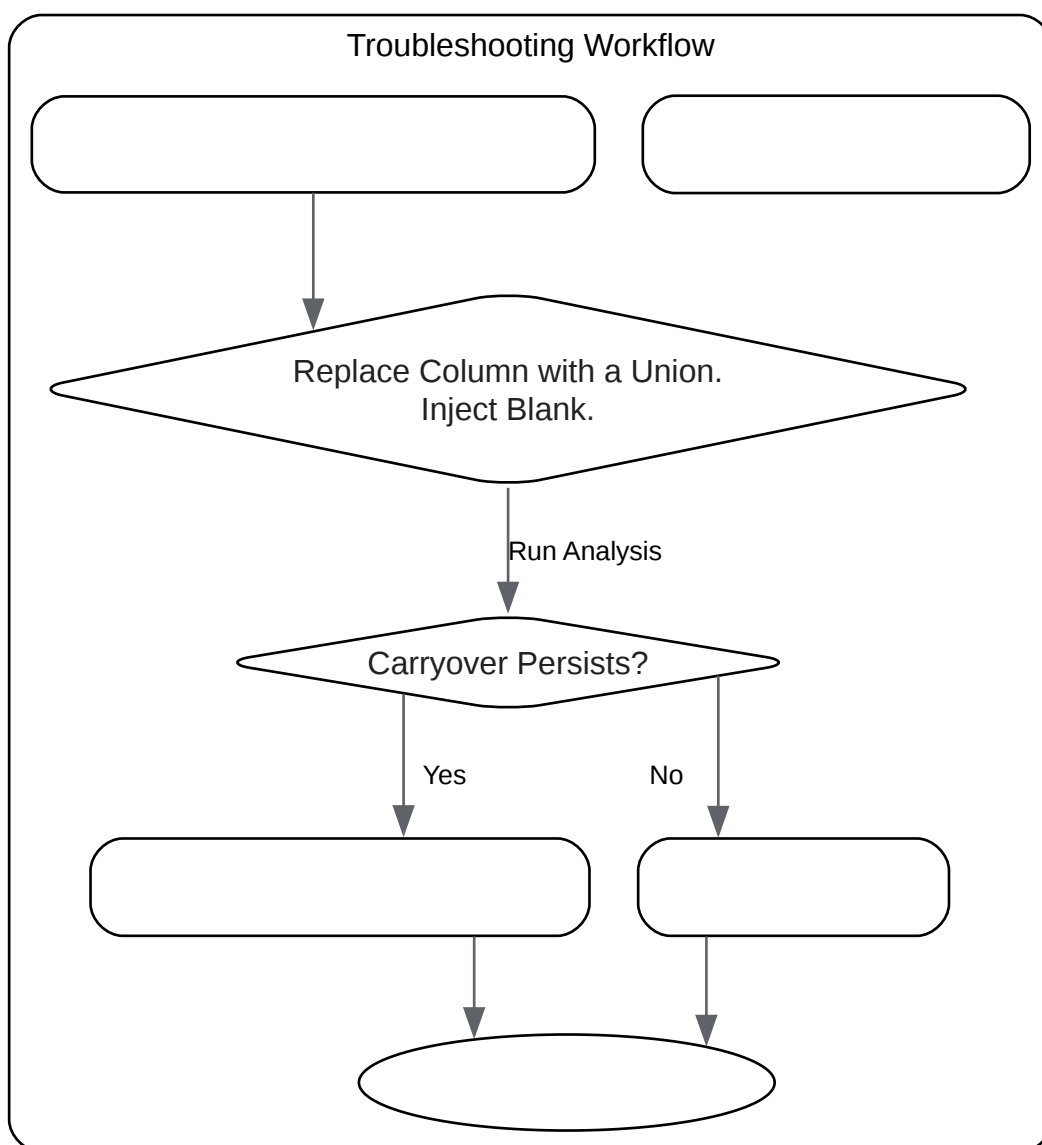 Troubleshooting Workflow
Replace Column with a Union.
Inject Blank.
Run Analysis
Carryover Persists?
Yes
No